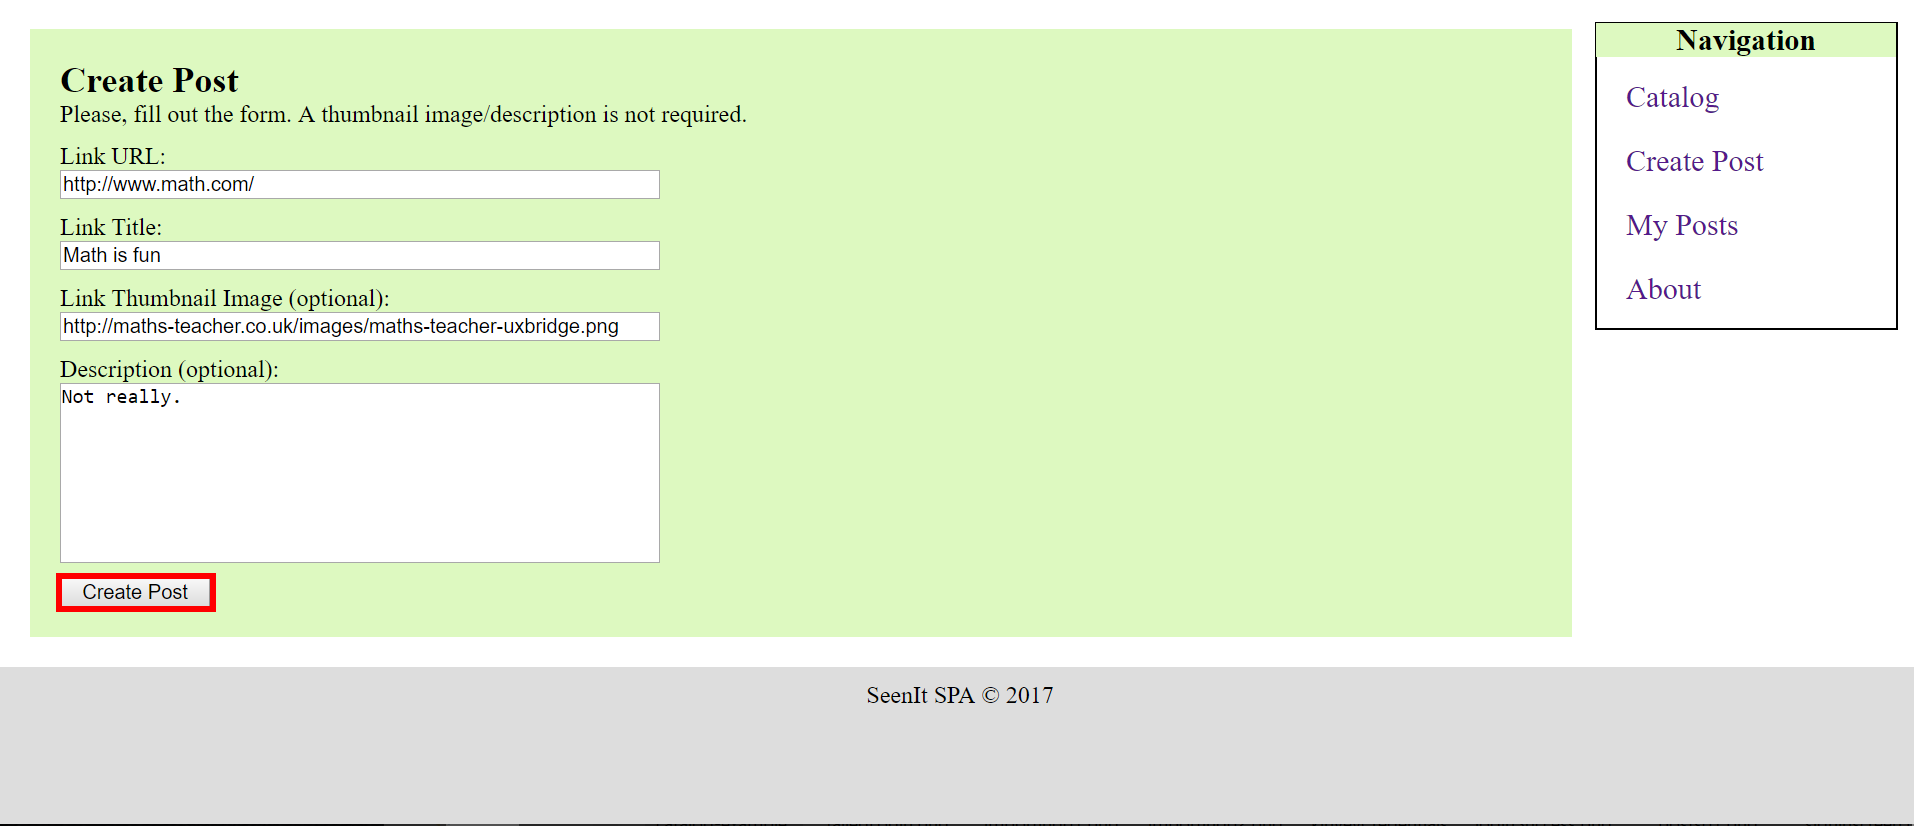 Create Post
Please, fill out the form. A thumbnail image/description is not required.
Link URL:
http://www.math.com/
Link Title:
Math is fun
Link Thumbnail Image (optional):
http://maths-teacher.co.uk/images/maths-teacher-uxbridge.png
Description (optional):
Not really.
Create Post
Navigation
Catalog
Create Post
My Posts
About
SeenIt SPA © 2017